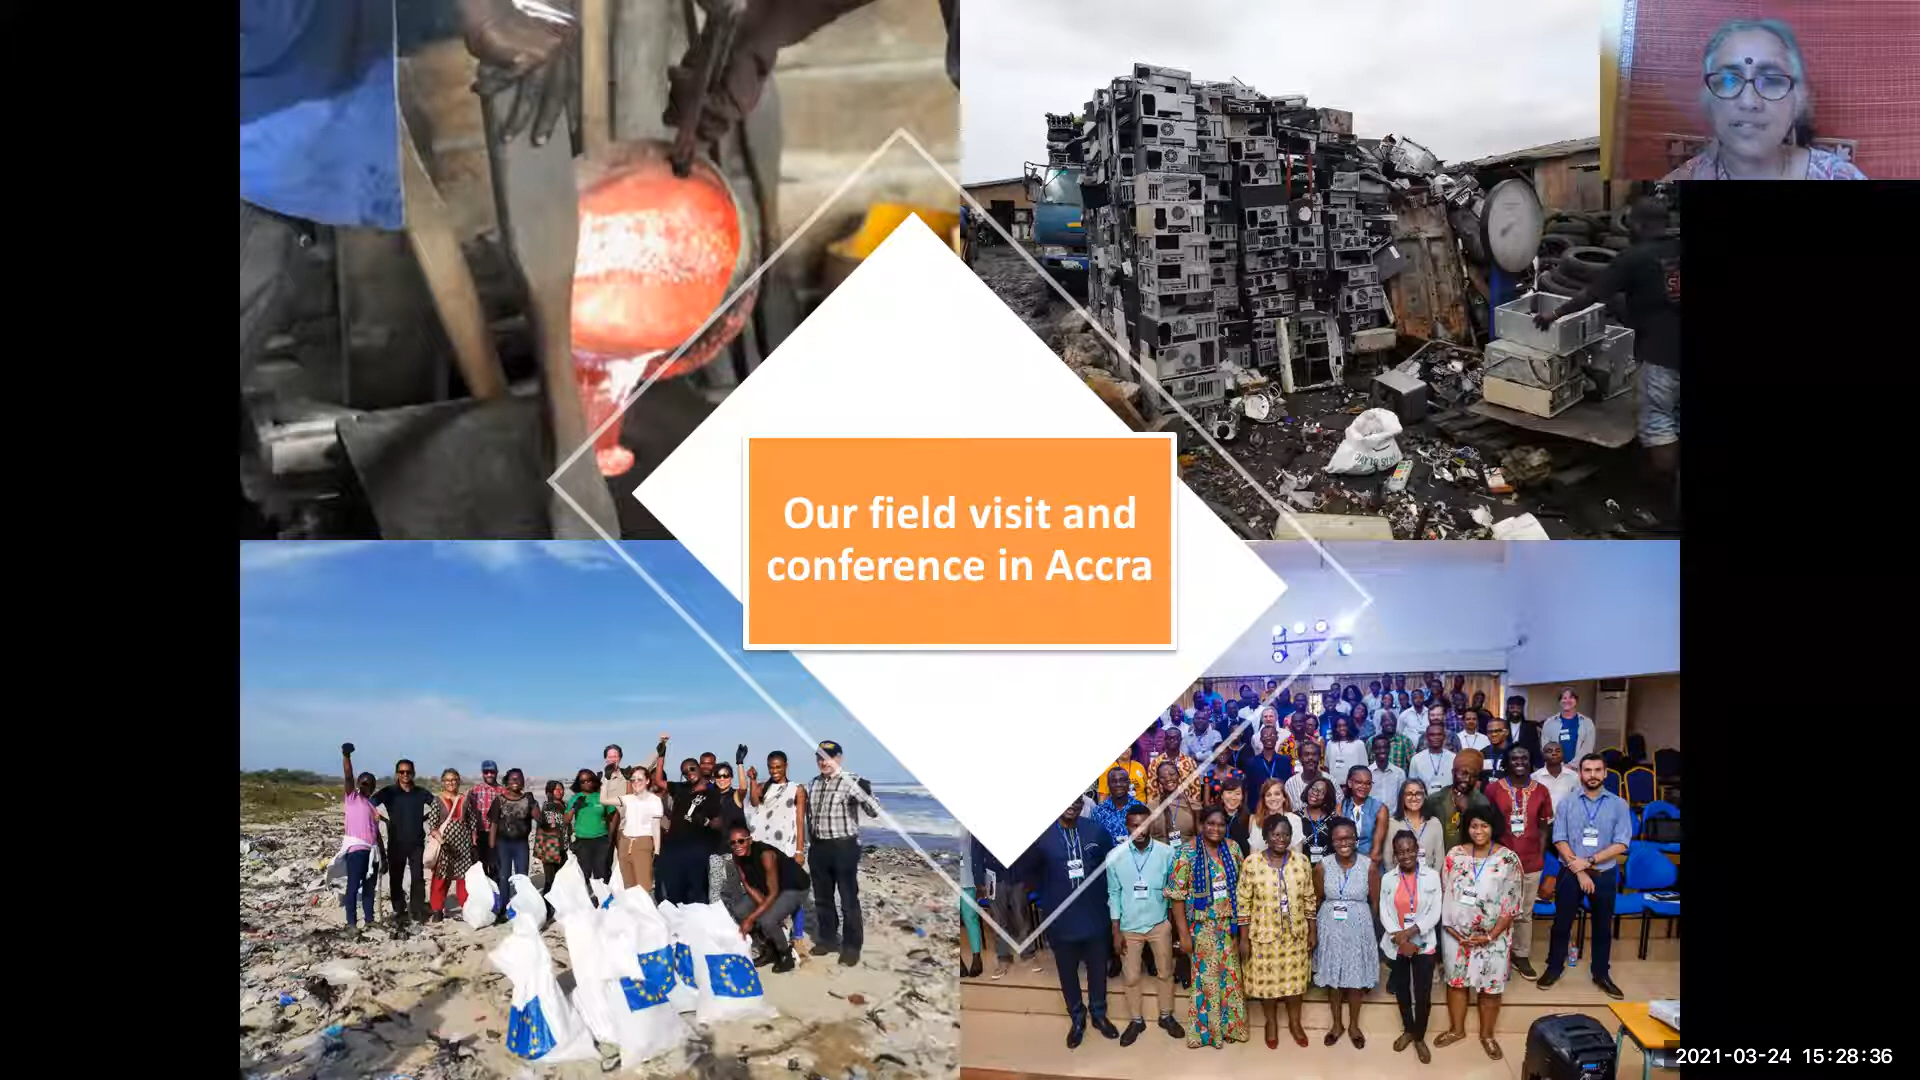 Our field visit and
conference in Accra
2021-03-24 15:28:36